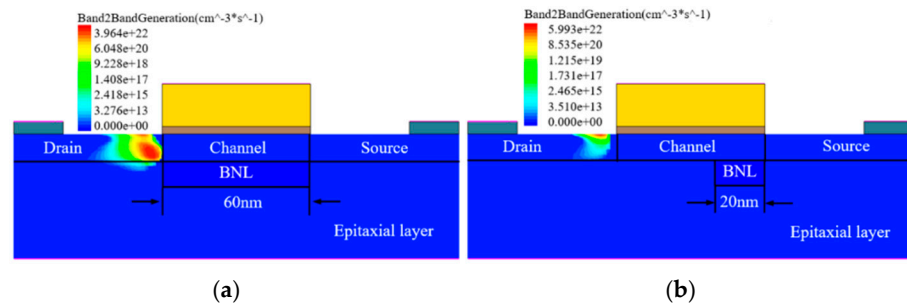 Band2BandGeneration(cm^-3*s^-1)
3.964e+22
6.048e+20
9.228e+18
1.408e+17
2.418e+15
3.276e+13
0.000e+00
Drain
Channel
Source
BNL
60nm
Epitaxial layer
(a)
Band2BandGeneration(cm^-3*s^-1)
5.993e+22
8.535e+20
1.215e+19
1.731e+17
2.465e+15
3.510e+13
0.000e+00
Drain
Channel
Source
BNL
20nm
Epitaxial layer
(b)